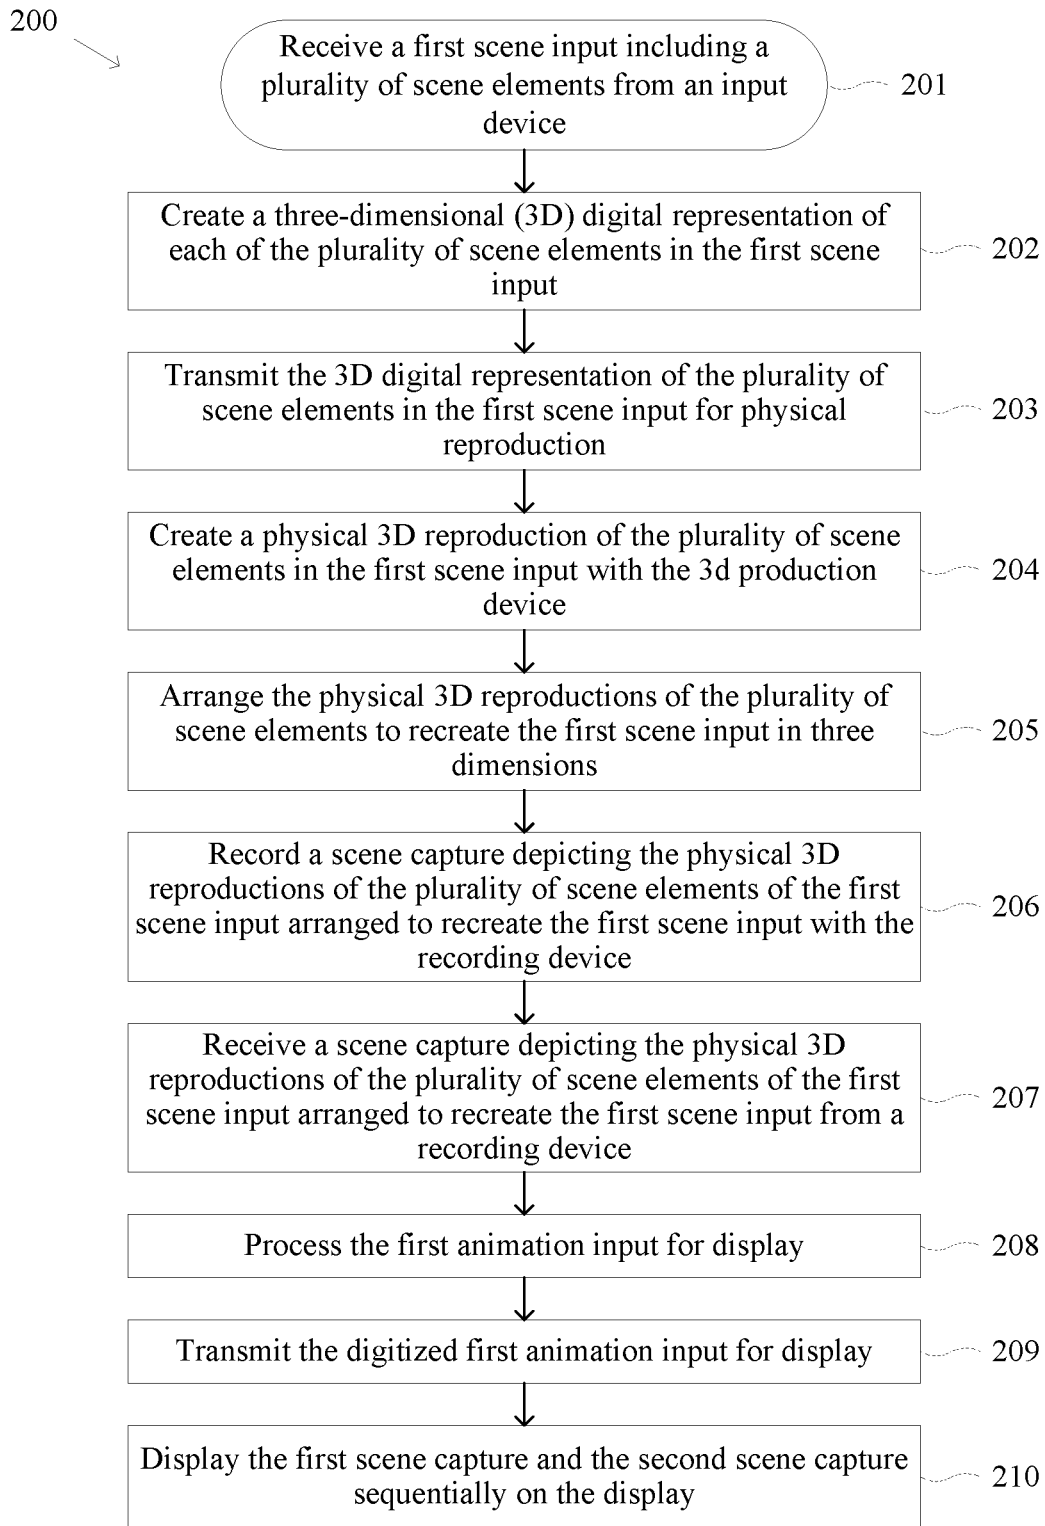 200
Receive a first scene input including a
plurality of scene elements from an input
device
201
Create a three-dimensional (3D) digital representation of
each of the plurality of scene elements in the first scene
input
202
Transmit the 3D digital representation of the plurality of
scene elements in the first scene input for physical
reproduction
203
Create a physical 3D reproduction of the plurality of scene
elements in the first scene input with the 3d production
device
204
Arrange the physical 3D reproductions of the plurality of
scene elements to recreate the first scene input in three
dimensions
205
Record a scene capture depicting the physical 3D
reproductions of the plurality of scene elements of the first
scene input arranged to recreate the first scene input with the
recording device
206
Receive a scene capture depicting the physical 3D
reproductions of the plurality of scene elements of the first
scene input arranged to recreate the first scene input from a
recording device
207
Process the first animation input for display
208
Transmit the digitized first animation input for display
209
Display the first scene capture and the second scene capture
sequentially on the display
210